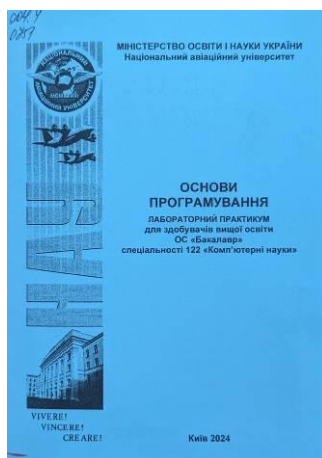 МІНІСТЕРСТВО ОСВІТИ І НАУКИ УКРАЇНИ
Національний авіаційний університет
НАУ
ОСНОВИ
ПРОГРАМУВАННЯ
ЛАБОРАТОРНИЙ ПРАКТИКУМ
для здобувачів вищої освіти
ОС «Бакалавр»
спеціальності 122 «Комп’ютерні науки»
VIVERE!
VINCERE!
CREARE!
Київ 2024